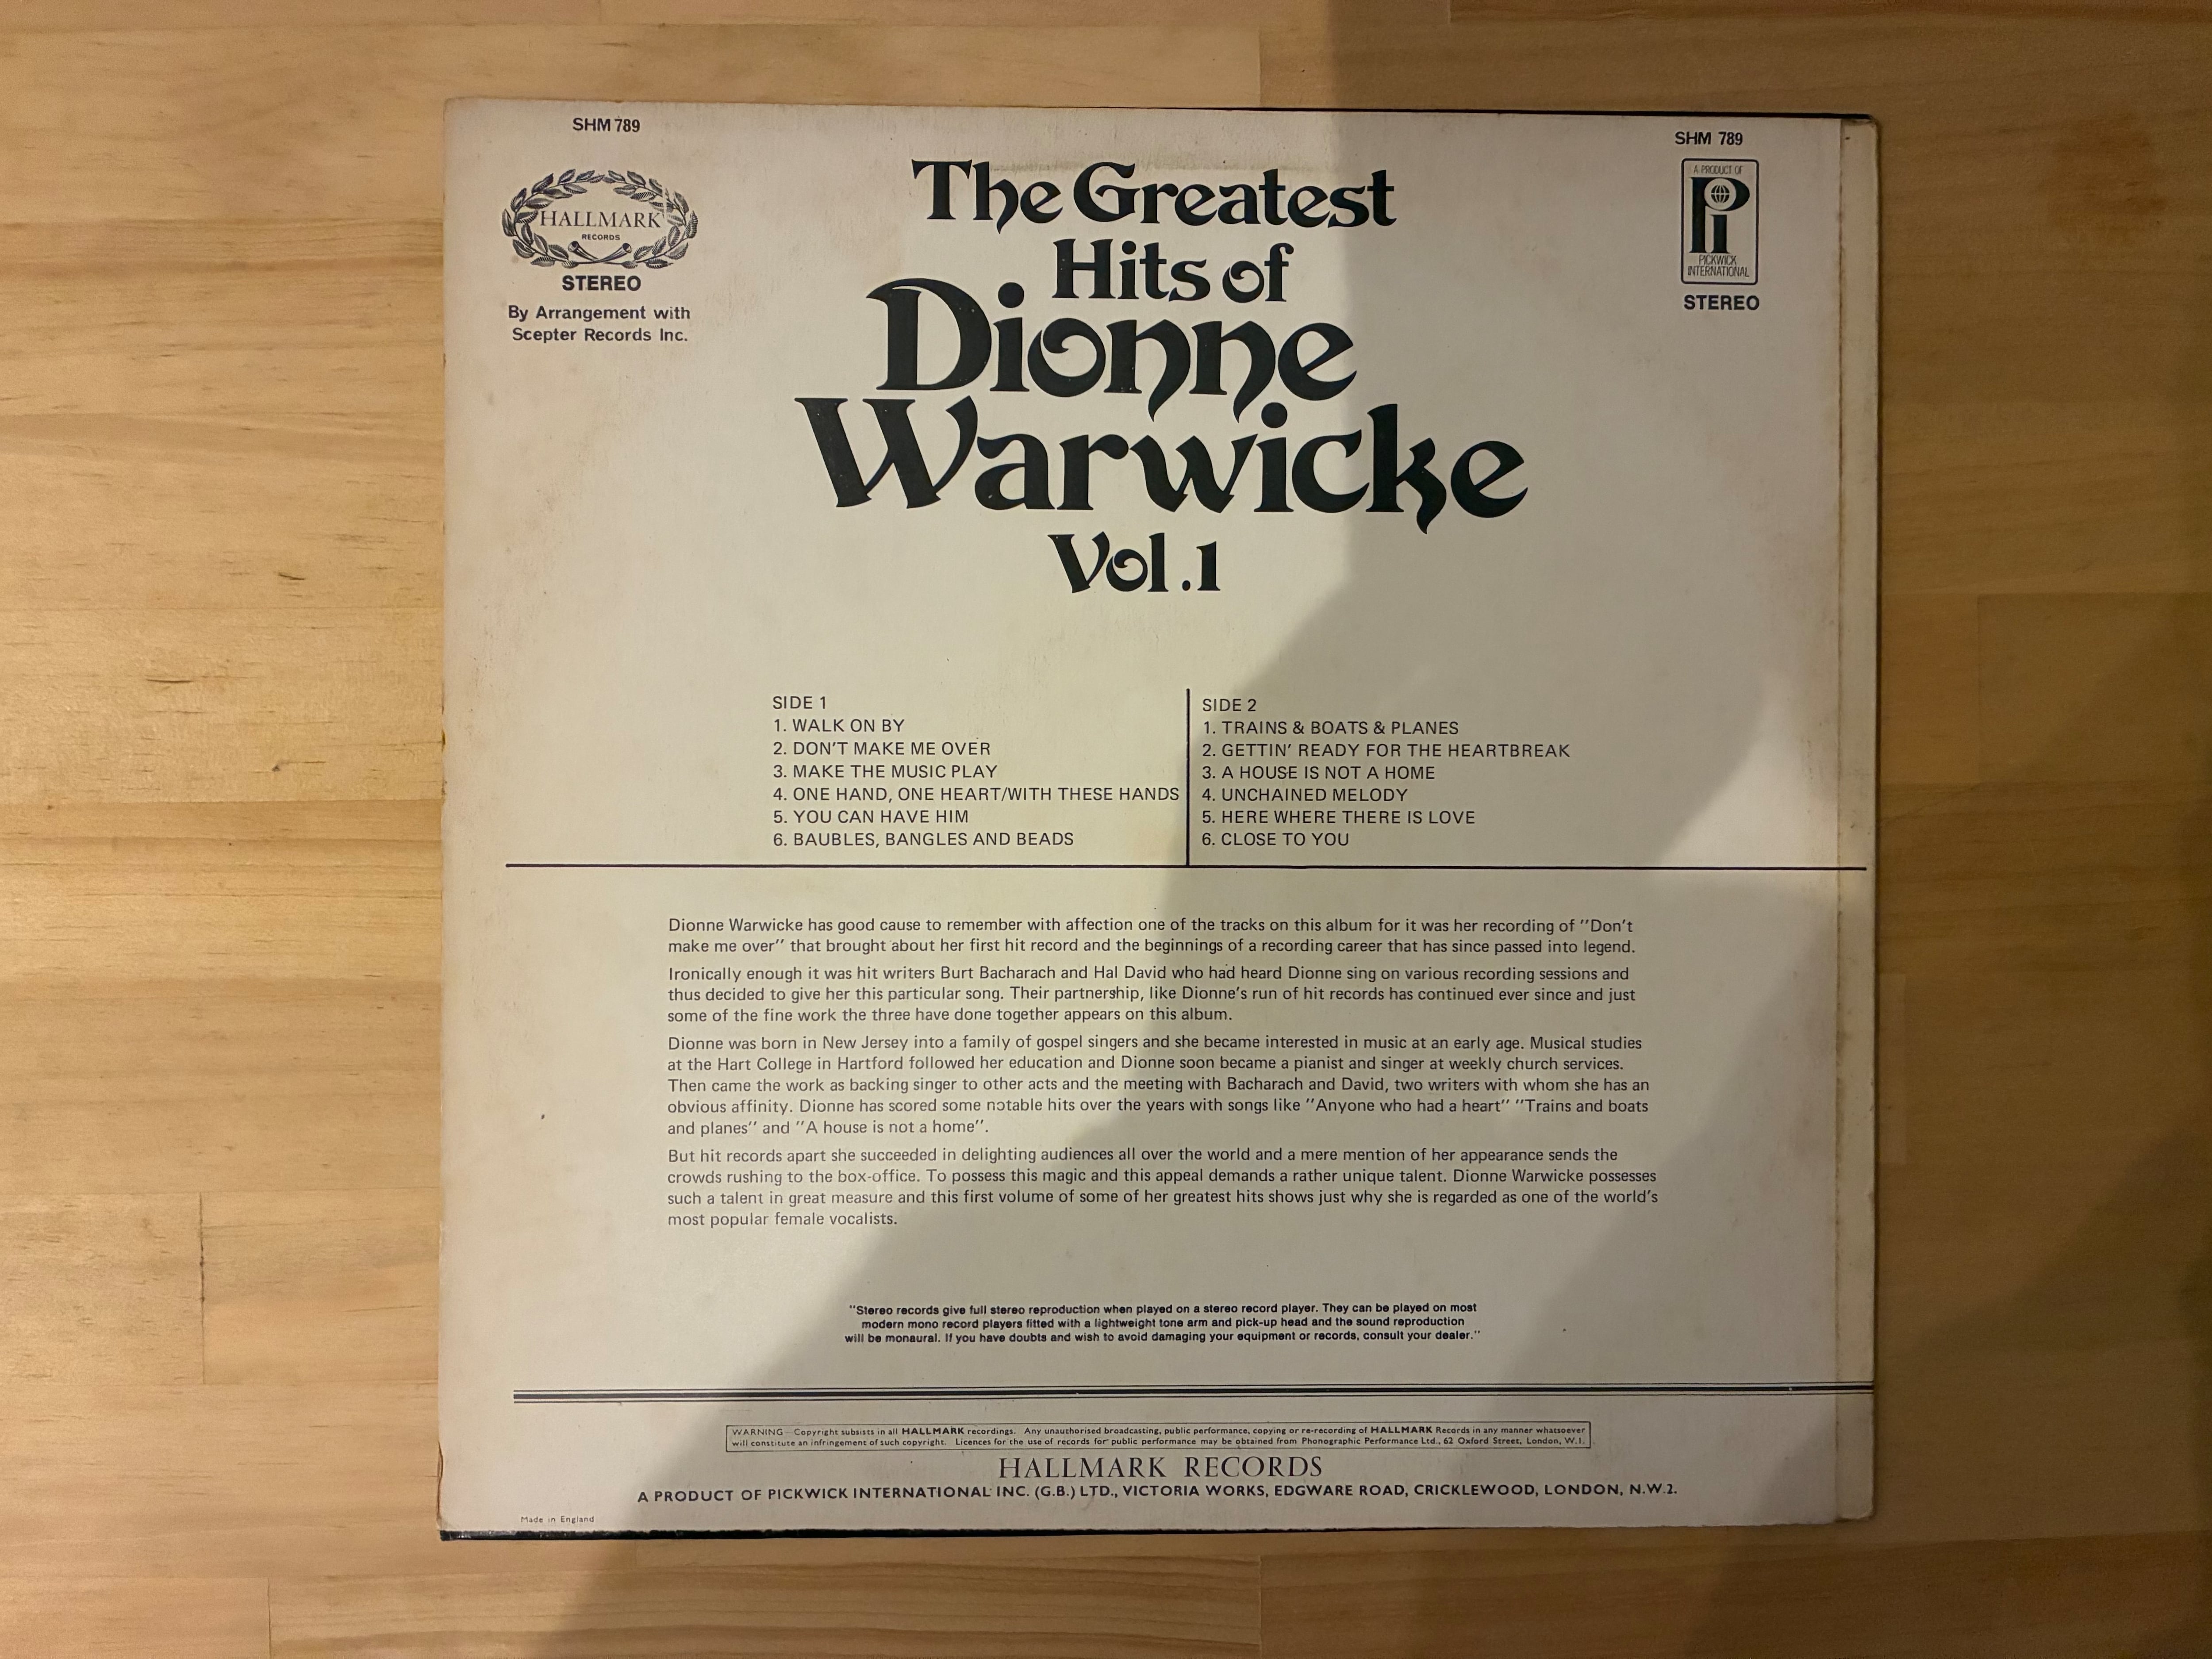 SHM 789
SHM 789
HALLMARK
RECORDS
STEREO
By Arrangement with
Scepter Records Inc.
A PRODUCT OF
Pi
PICKWICK
INTERNATIONAL
STEREO
The Greatest
Hits of
Dionne
Warwicke
Vol.1
SIDE 1
1. WALK ON BY
2. DON'T MAKE ME OVER
3. MAKE THE MUSIC PLAY
4. ONE HAND, ONE HEART/WITH THESE HANDS
5. YOU CAN HAVE HIM
6. BAUBLES, BANGLES AND BEADS
SIDE 2
1. TRAINS & BOATS & PLANES
2. GETTIN' READY FOR THE HEARTBREAK
3. A HOUSE IS NOT A HOME
4. UNCHAINED MELODY
5. HERE WHERE THERE IS LOVE
6. CLOSE TO YOU
Dionne Warwicke has good cause to remember with affection one of the tracks on this album for it was her recording of "Don't
make me over" that brought about her first hit record and the beginnings of a recording career that has since passed into legend.
Ironically enough it was hit writers Burt Bacharach and Hal David who had heard Dionne sing on various recording sessions and
thus decided to give her this particular song. Their partnership, like Dionne's run of hit records has continued ever since and just
some of the fine work the three have done together appears on this album.
Dionne was born in New Jersey into a family of gospel singers and she became interested in music at an early age. Musical studies
at the Hart College in Hartford followed her education and Dionne soon became a pianist and singer at weekly church services.
Then came the work as backing singer to other acts and the meeting with Bacharach and David, two writers with whom she has an
obvious affinity. Dionne has scored some notable hits over the years with songs like "Anyone who had a heart" "Trains and boats
and planes" and "A house is not a home".
But hit records apart she succeeded in delighting audiences all over the world and a mere mention of her appearance sends the
crowds rushing to the box-office. To possess this magic and this appeal demands a rather unique talent. Dionne Warwicke possesses
such a talent in great measure and this first volume of some of her greatest hits shows just why she is regarded as one of the world's
most popular female vocalists.
"Stereo records give full stereo reproduction when played on a stereo record player. They can be played on most
modern mono record players fitted with a lightweight tone arm and pick-up head and the sound reproduction
will be monaural. If you have doubts and wish to avoid damaging your equipment or records, consult your dealer."
WARNING—Copyright subsists in all HALLMARK recordings. Any unauthorised broadcasting, public performance, copying or re-recording of HALLMARK Records in any manner whatsoever
will constitute an infringement of such copyright. Licences for the use of records for public performance may be obtained from Phonographic Performance Ltd., 62 Oxford Street, London, W.1.
HALLMARK RECORDS
A PRODUCT OF PICKWICK INTERNATIONAL INC. (G.B.) LTD., VICTORIA WORKS, EDGWARE ROAD, CRICKLEWOOD, LONDON, N.W.2.
Made in England